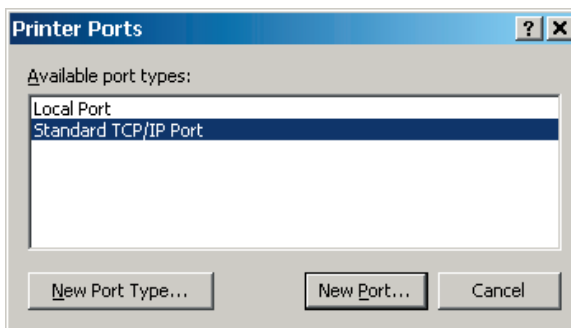 Printer Ports
Available port types:
Local Port
Standard TCP/IP Port
New Port Type... New Port... Cancel